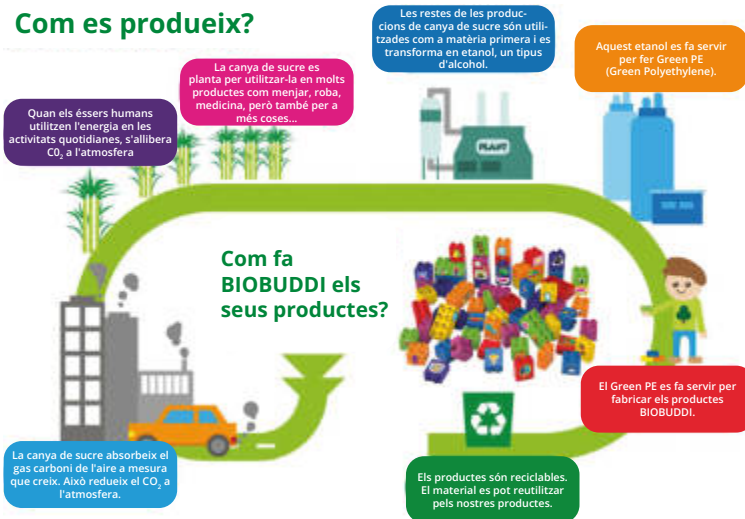 Com es produeix?
Les restes de les produc-
cions de canya de sucre són utili-
tzades com a matèria primera i es
transforma en etanol, un tipus
d'alcohol.
Aquest etanol es fa servir
per fer Green PE
(Green Polyethylene).
La canya de sucre es
planta per utilitzar-la en molts
productes com menjar, roba,
medicina, però també per a
més coses...
Quan els éssers humans
utilitzen l'energia en les
activitats quotidianes, s'allibera
C0₂ a l'atmosfera
PLANT
Com fa
BIOBUDDI els
seus productes?
El Green PE es fa servir per
fabricar els productes
BIOBUDDI.
La canya de sucre absorbeix el
gas carboni de l'aire a mesura
que creix. Això redueix el CO₂ a
l'atmosfera.
Els productes són reciclables.
El material es pot reutilitzar
pels nostres productes.